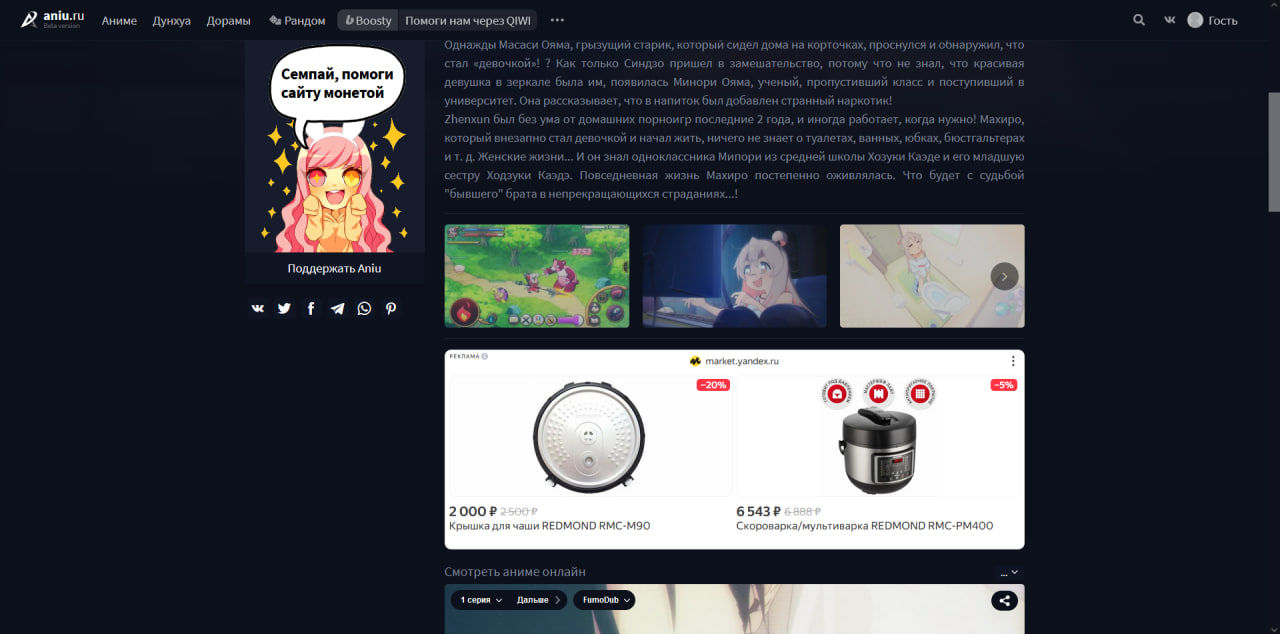 aniu.ru
Beta version
Аниме
Дунхуа
Дорамы
Рандом
Boosty
Помоги нам через QIWI
Гость
Семпай, помоги
сайту монетой
Поддержать Aniu
Однажды Масаси Ояма, грызущий старик, который сидел дома на корточках, проснулся и обнаружил, что
стал «девочкой»! ? Как только Синдзо пришел в замешательство, потому что не знал, что красивая
девушка в зеркале была им, появилась Минори Ояма, ученый, пропустивший класс и поступивший в
университет. Она рассказывает, что в напиток был добавлен странный наркотик!
Zhenxun был без ума от домашних порноигр последние 2 года, и иногда работает, когда нужно! Махиро,
который внезапно стал девочкой и начал жить, ничего не знает о туалетах, ванных, юбках, бюстгальтерах
и т. д. Женские жизни... И он знал одноклассника Мипори из средней школы Хозуки Каэде и его младшую
сестру Ходзуки Каэдэ. Повседневная жизнь Махиро постепенно оживлялась. Что будет с судьбой
"бывшего" брата в непрекращающихся страданиях...!
РЕКЛАМА
market.yandex.ru
−20%
−5%
2 000 ₽ 2 500 ₽
Крышка для чаши REDMOND RMC-M90
6 543 ₽ 6 888 ₽
Скороварка/мультиварка REDMOND RMC-PM400
Смотреть аниме онлайн
...
1 серия
Дальше
FumoDub